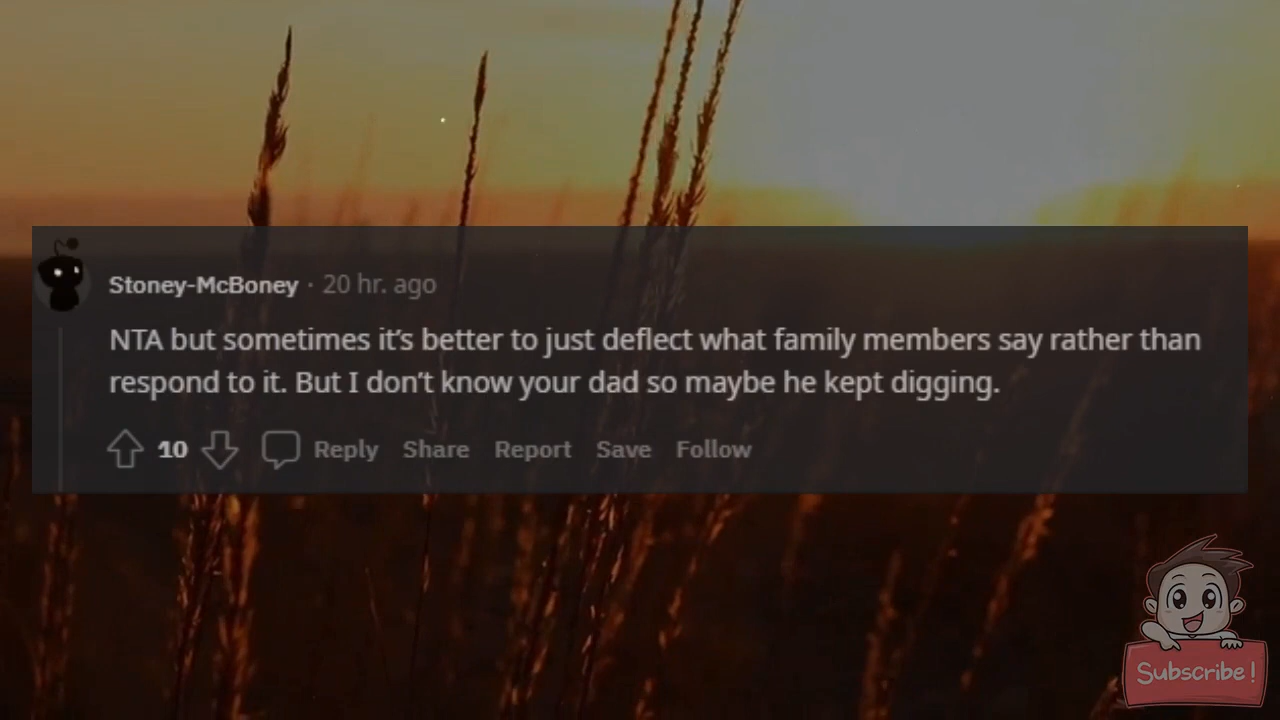 Stoney-McBoney · 20 hr. ago
NTA but sometimes it’s better to just deflect what family members say rather than
respond to it. But I don’t know your dad so maybe he kept digging.
10 Reply Share Report Save Follow
Subscribe!